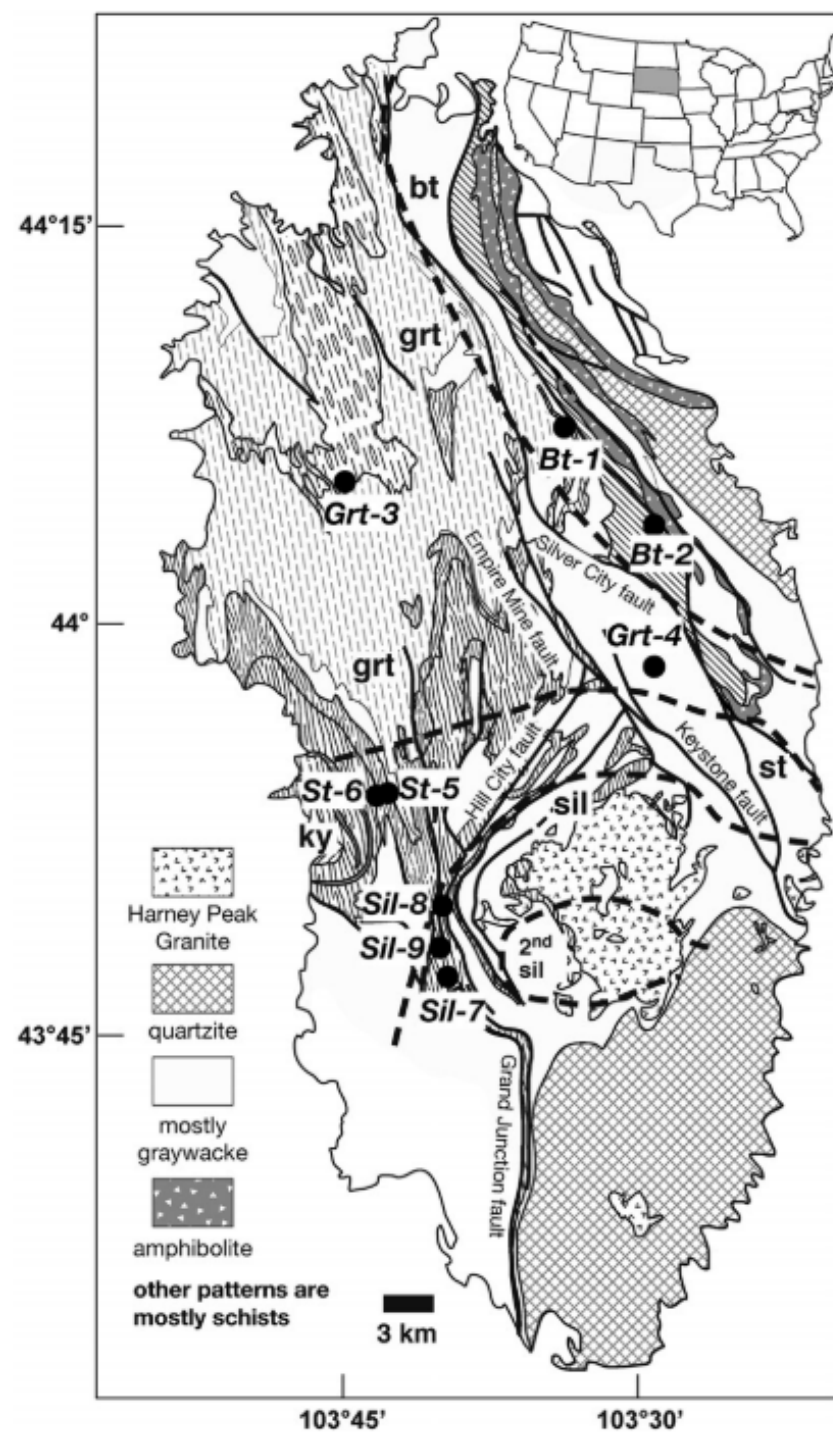 bt
44°15'
grt
Bt-1
Grt-3
Bt-2
Silver City fault
Empire Mine fault
44°
Grt-4
grt
Hill City fault
Keystone fault
st
St-6
St-5
sil
ky
Harney Peak
Granite
Sil-8
2nd
sil
Sil-9
Sil-7
43°45'
quartzite
mostly
graywacke
Grand Junction fault
amphibolite
other patterns are
mostly schists
3 km
103°45'
103°30'